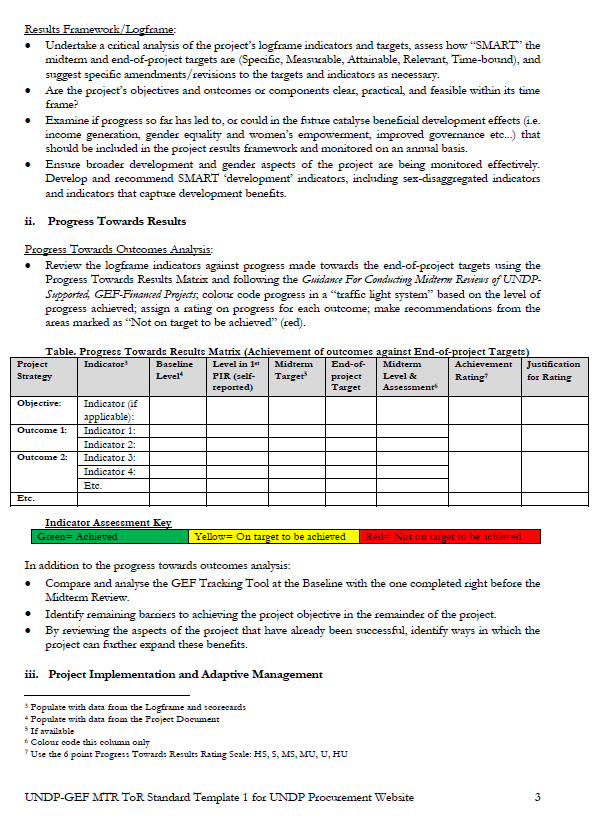 Results Framework/Logframe:
• Undertake a critical analysis of the project's logframe indicators and targets, assess how "SMART" the
midterm and end-of-project targets are (Specific, Measurable, Attainable, Relevant, Time-bound), and
suggest specific amendments/revisions to the targets and indicators as necessary.
• Are the project's objectives and outcomes or components clear, practical, and feasible within its time
frame?
• Examine if progress so far has led to, or could in the future catalyse beneficial development effects (i.e.
income generation, gender equality and women's empowerment, improved governance etc...) that
should be included in the project results framework and monitored on an annual basis.
• Ensure broader development and gender aspects of the project are being monitored effectively.
Develop and recommend SMART 'development' indicators, including sex-disaggregated indicators
and indicators that capture development benefits.
ii. Progress Towards Results
Progress Towards Outcomes Analysis:
• Review the logframe indicators against progress made towards the end-of-project targets using the
Progress Towards Results Matrix and following the Guidance For Conducting Midterm Reviews of UNDP-
Supported, GEF-Financed Projects; colour code progress in a "traffic light system" based on the level of
progress achieved; assign a rating on progress for each outcome; make recommendations from the
areas marked as "Not on target to be achieved" (red).
Table. Progress Towards Results Matrix (Achievement of outcomes against End-of-project Targets)
Project Indicator³ Baseline Level in 1st Midterm End-of- Midterm Achievement Justification
Strategy Level⁴ PIR (self- Target⁵ project Level & Rating⁷ for Rating
reported) Target Assessment⁶
Objective: Indicator (if
applicable):
Outcome 1: Indicator 1:
Indicator 2:
Outcome 2: Indicator 3:
Indicator 4:
Etc.
Etc.
Indicator Assessment Key
Green= Achieved Yellow= On target to be achieved Red= Not on target to be achieved
In addition to the progress towards outcomes analysis:
• Compare and analyse the GEF Tracking Tool at the Baseline with the one completed right before the
Midterm Review.
• Identify remaining barriers to achieving the project objective in the remainder of the project.
• By reviewing the aspects of the project that have already been successful, identify ways in which the
project can further expand these benefits.
iii. Project Implementation and Adaptive Management
³ Populate with data from the Logframe and scorecards
⁴ Populate with data from the Project Document
⁵ If available
⁶ Colour code this column only
⁷ Use the 6 point Progress Towards Results Rating Scale: HS, S, MS, MU, U, HU
UNDP-GEF MTR ToR Standard Template 1 for UNDP Procurement Website 3